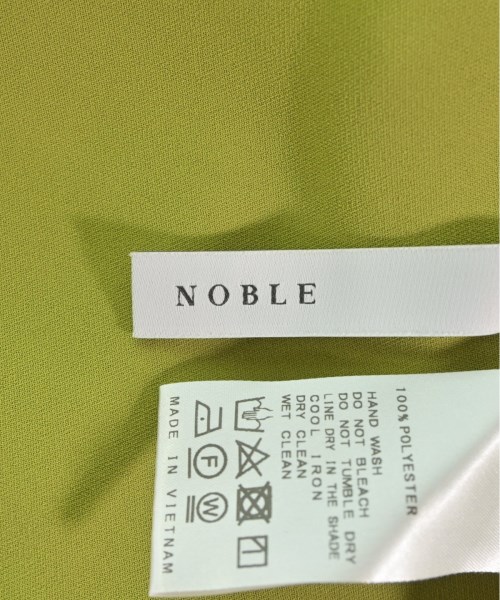 NOBLE
100% POLYESTER
HAND WASH
DO NOT BLEACH
DO NOT TUMBLE DRY
LINE DRY IN THE SHADE
COOL IRON
DRY CLEAN
WET CLEAN
F W
MADE IN VIETNAM